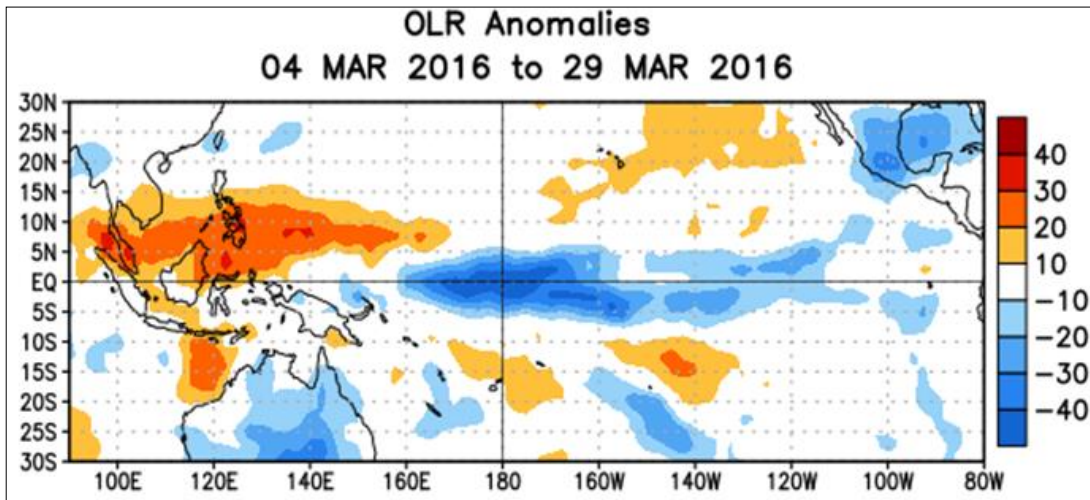 OLR Anomalies
04 MAR 2016 to 29 MAR 2016
30N
25N
20N
15N
10N
5N
EQ
5S
10S
15S
20S
25S
30S
100E 120E 140E 160E 180 160W 140W 120W 100W 80W
40
30
20
10
-10
-20
-30
-40